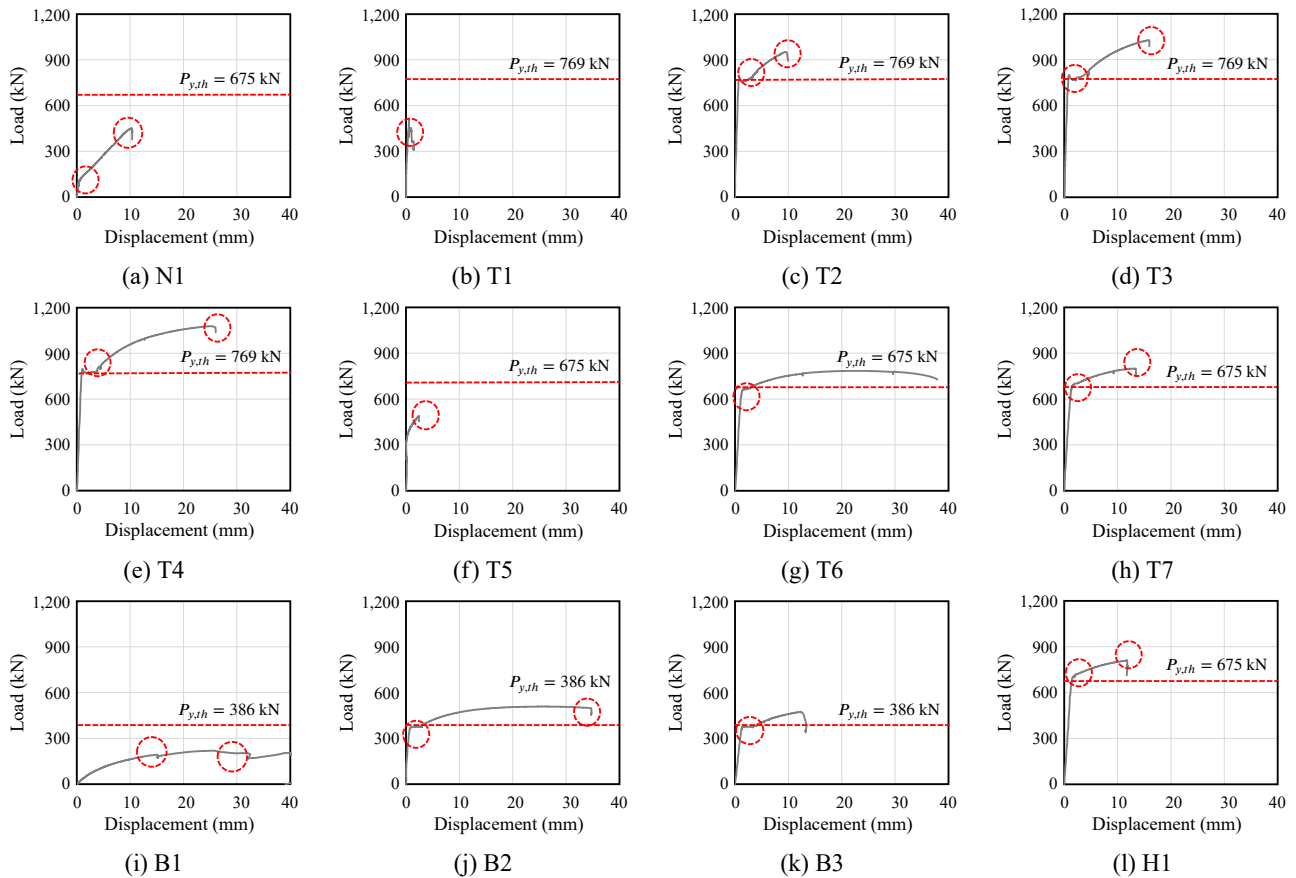 1,200 1,200 1,200 1,200
900 900 900 900
P_{y,th} = 675 kN P_{y,th} = 769 kN P_{y,th} = 769 kN P_{y,th} = 769 kN
600 600 600 600
300 300 300 300
0 0 0 0
Load (kN) Load (kN) Load (kN) Load (kN)
0 10 20 30 40 0 10 20 30 40 0 10 20 30 40 0 10 20 30 40
Displacement (mm) Displacement (mm) Displacement (mm) Displacement (mm)
(a) N1 (b) T1 (c) T2 (d) T3
1,200 1,200 1,200 1,200
900 900 900 900
P_{y,th} = 769 kN P_{y,th} = 675 kN P_{y,th} = 675 kN P_{y,th} = 675 kN
600 600 600 600
300 300 300 300
0 0 0 0
Load (kN) Load (kN) Load (kN) Load (kN)
0 10 20 30 40 0 10 20 30 40 0 10 20 30 40 0 10 20 30 40
Displacement (mm) Displacement (mm) Displacement (mm) Displacement (mm)
(e) T4 (f) T5 (g) T6 (h) T7
1,200 1,200 1,200 1,200
900 900 900 900
P_{y,th} = 386 kN P_{y,th} = 386 kN P_{y,th} = 386 kN P_{y,th} = 675 kN
600 600 600 600
300 300 300 300
0 0 0 0
Load (kN) Load (kN) Load (kN) Load (kN)
0 10 20 30 40 0 10 20 30 40 0 10 20 30 40 0 10 20 30 40
Displacement (mm) Displacement (mm) Displacement (mm) Displacement (mm)
(i) B1 (j) B2 (k) B3 (l) H1